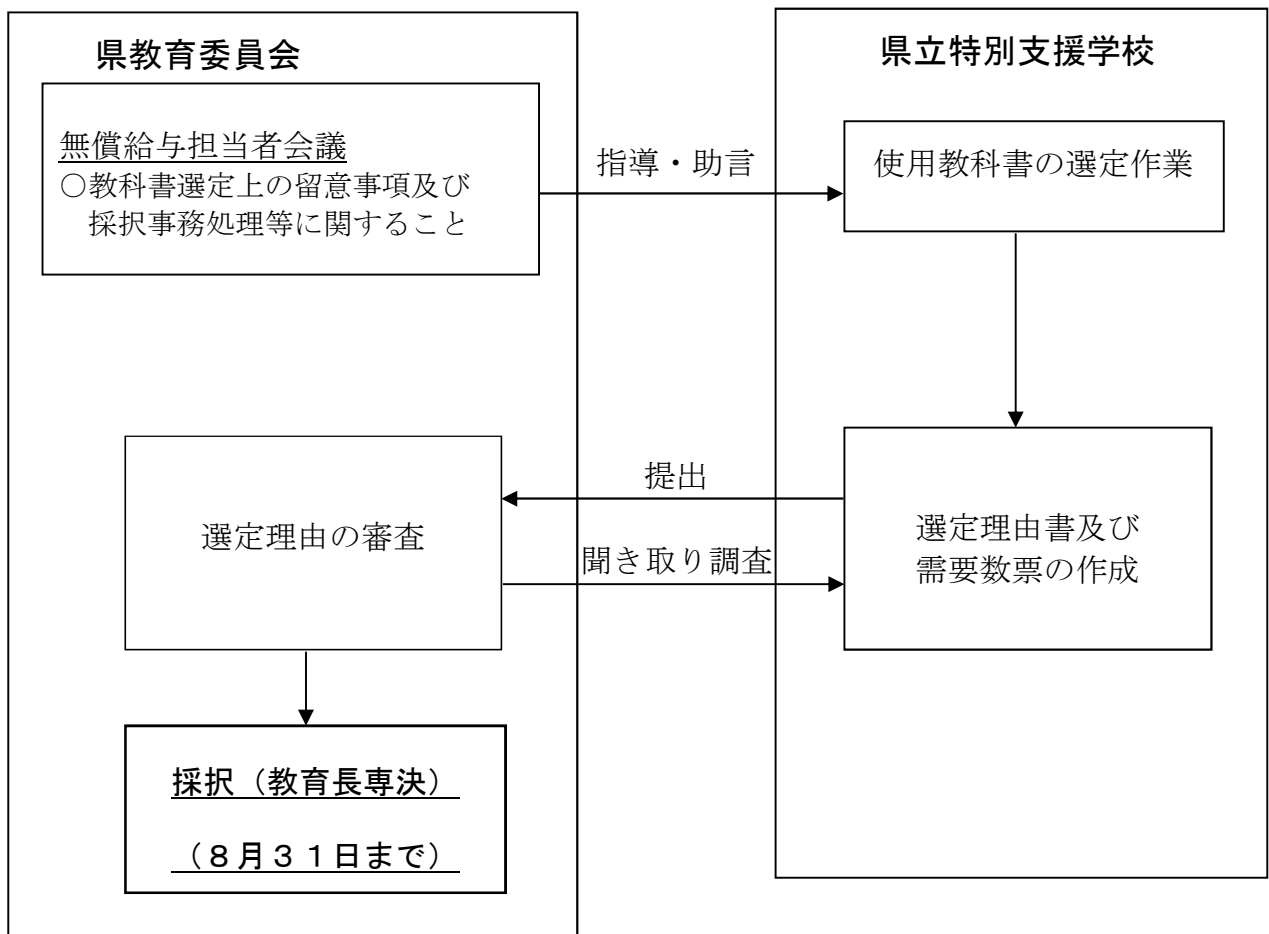 県教育委員会
無償給与担当者会議
○教科書選定上の留意事項及び
採択事務処理等に関すること
指導・助言
県立特別支援学校
使用教科書の選定作業
選定理由の審査
提出
聞き取り調査
選定理由書及び
需要数票の作成
採択（教育長専決）
（８月３１日まで）